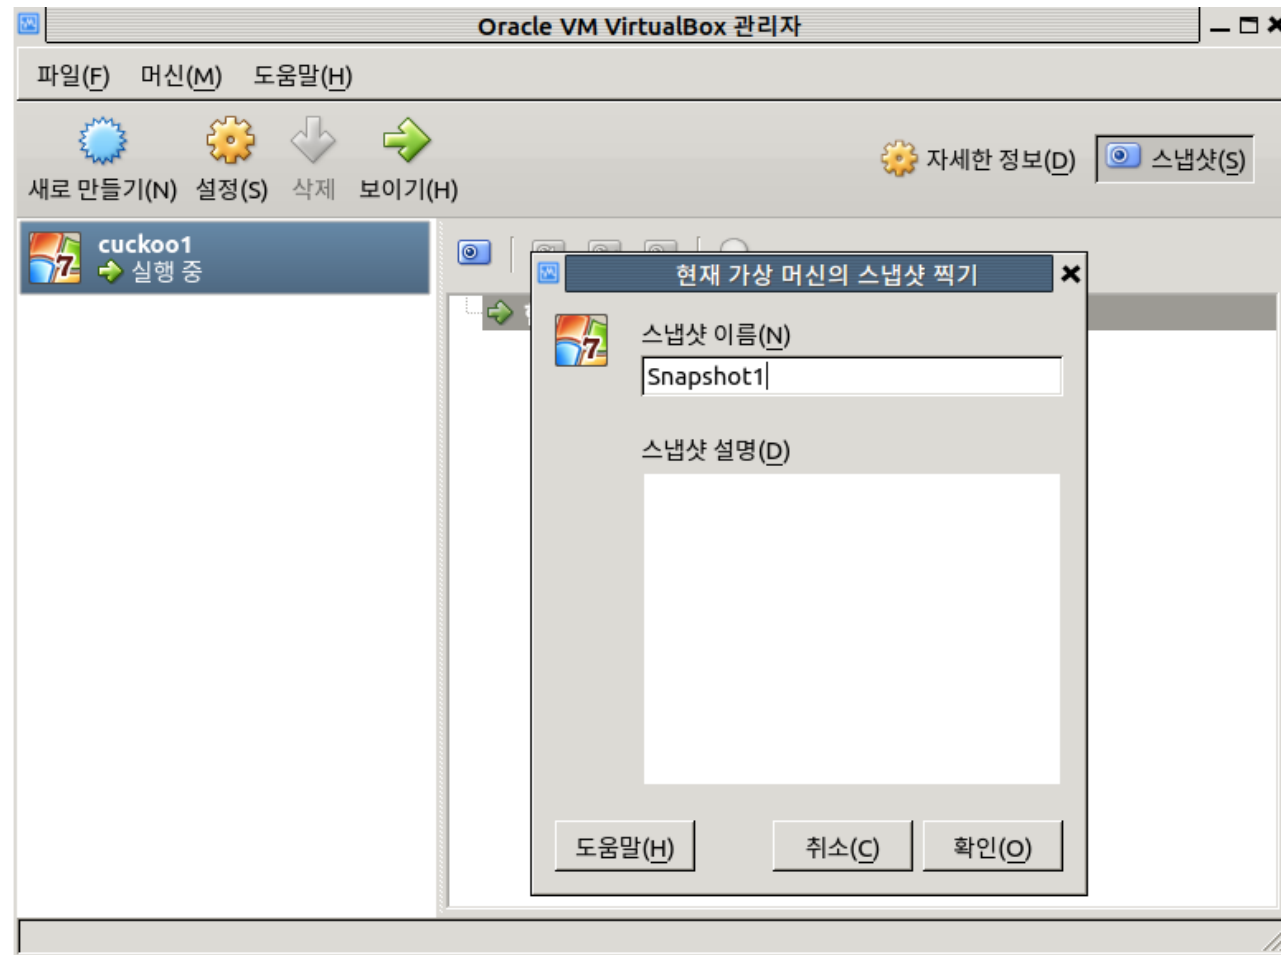 Oracle VM VirtualBox 관리자
파일(F) 머신(M) 도움말(H)
새로 만들기(N) 설정(S) 삭제 보이기(H) 자세한 정보(D) 스냅샷(S)
cuckoo1
실행 중
현재 가상 머신의 스냅샷 찍기
스냅샷 이름(N)
Snapshot1
스냅샷 설명(D)
도움말(H) 취소(C) 확인(O)